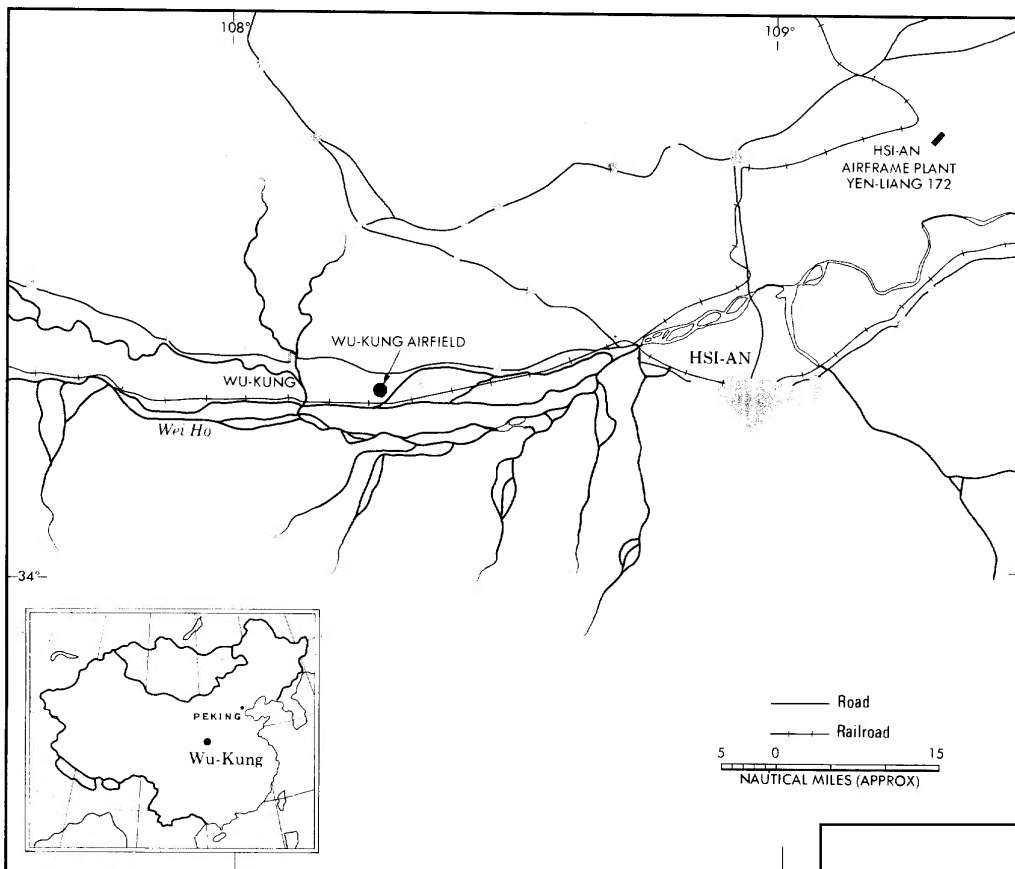 108°
109°
HSI-AN
AIRFRAME PLANT
YEN-LIANG 172
WU-KUNG AIRFIELD
HSI-AN
WU-KUNG
Wei Ho
34°
PEKING
Wu-Kung
Road
Railroad
5 0 15
NAUTICAL MILES (APPROX)